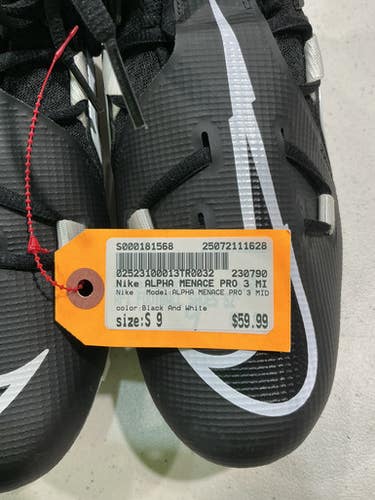 S000181568 25072111628
02523100013TR0032 230790
Nike ALPHA MENACE PRO 3 MI
Nike Model:ALPHA MENACE PRO 3 MID
color:Black And White
size:S 9 $59.99